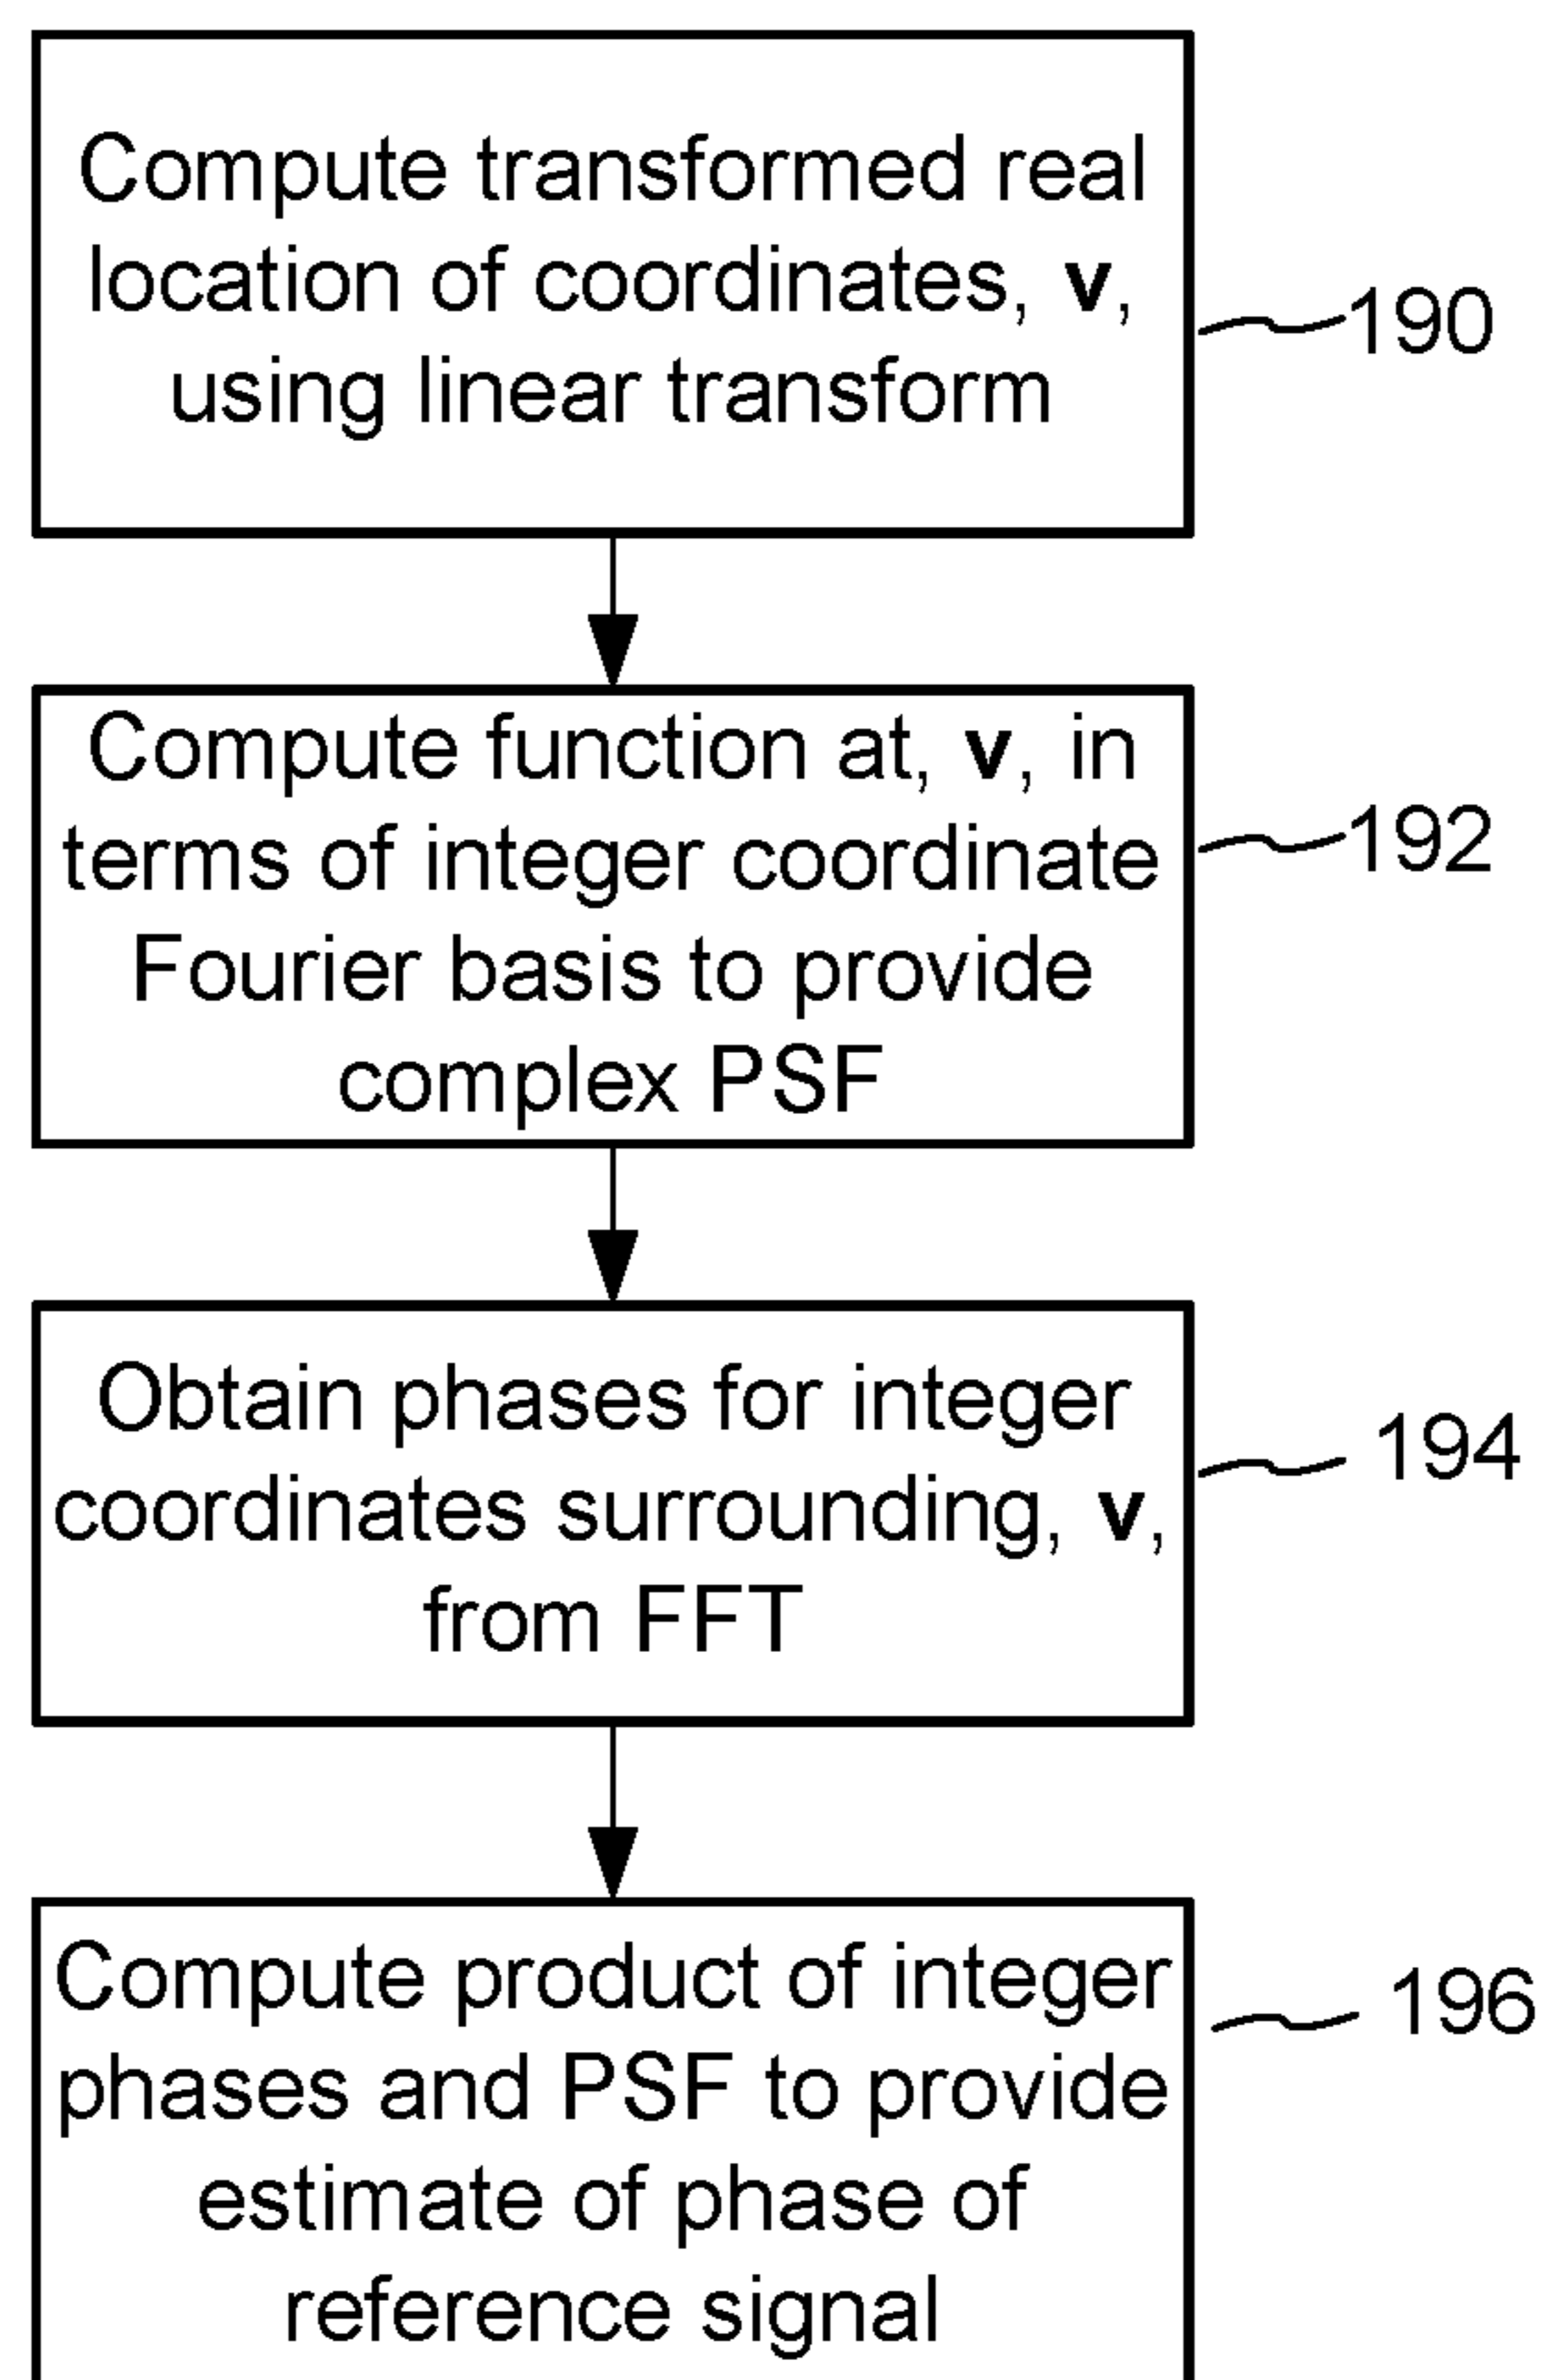 Compute transformed real
location of coordinates, v,
using linear transform
190
Compute function at, v, in
terms of integer coordinate
Fourier basis to provide
complex PSF
192
Obtain phases for integer
coordinates surrounding, v,
from FFT
194
Compute product of integer
phases and PSF to provide
estimate of phase of
reference signal
196